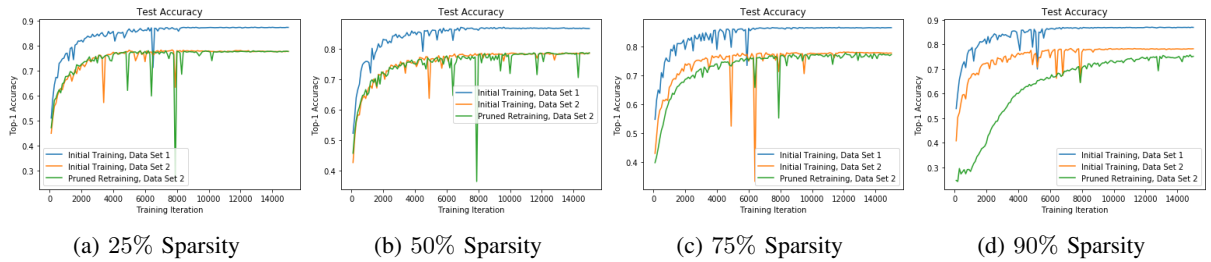 Test Accuracy
0.9
0.8
0.7
0.6
0.5
0.4
0.3
Top-1 Accuracy
Initial Training, Data Set 1
Initial Training, Data Set 2
Pruned Retraining, Data Set 2
0 2000 4000 6000 8000 10000 12000 14000
Training Iteration
(a) 25% Sparsity
Test Accuracy
0.9
0.8
0.7
0.6
0.5
0.4
Top-1 Accuracy
Initial Training, Data Set 1
Initial Training, Data Set 2
Pruned Retraining, Data Set 2
0 2000 4000 6000 8000 10000 12000 14000
Training Iteration
(b) 50% Sparsity
Test Accuracy
0.9
0.8
0.7
0.6
0.5
0.4
Top-1 Accuracy
Initial Training, Data Set 1
Initial Training, Data Set 2
Pruned Retraining, Data Set 2
0 2000 4000 6000 8000 10000 12000 14000
Training Iteration
(c) 75% Sparsity
Test Accuracy
0.9
0.8
0.7
0.6
0.5
0.4
0.3
Top-1 Accuracy
Initial Training, Data Set 1
Initial Training, Data Set 2
Pruned Retraining, Data Set 2
0 2000 4000 6000 8000 10000 12000 14000
Training Iteration
(d) 90% Sparsity